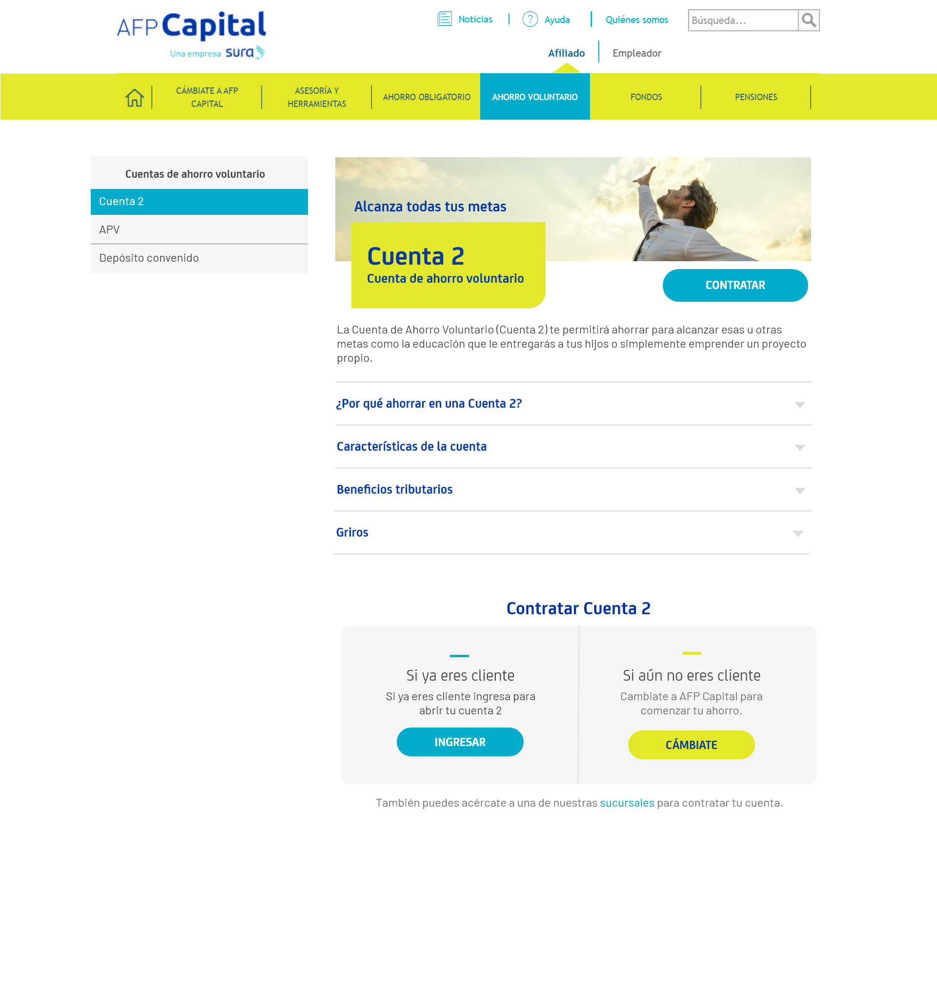 AFP Capital
Una empresa sura
Noticias
Ayuda
Quiénes somos
Búsqueda...
Afiliado
Empleador
CÁMBIATE A AFP
CAPITAL
ASESORÍA Y
HERRAMIENTAS
AHORRO OBLIGATORIO
AHORRO VOLUNTARIO
FONDOS
PENSIONES
Cuentas de ahorro voluntario
Cuenta 2
APV
Depósito convenido
Alcanza todas tus metas
Cuenta 2
Cuenta de ahorro voluntario
CONTRATAR
La Cuenta de Ahorro Voluntario (Cuenta 2) te permitirá ahorrar para alcanzar esas u otras
metas como la educación que le entregarás a tus hijos o simplemente emprender un proyecto
propio.
¿Por qué ahorrar en una Cuenta 2?
Características de la cuenta
Beneficios tributarios
Griros
Contratar Cuenta 2
Si ya eres cliente
Si ya eres cliente ingresa para
abrir tu cuenta 2
INGRESAR
Si aún no eres cliente
Cambiate a AFP Capital para
comenzar tu ahorro.
CÁMBIATE
También puedes acércate a una de nuestras sucursales para contratar tu cuenta.